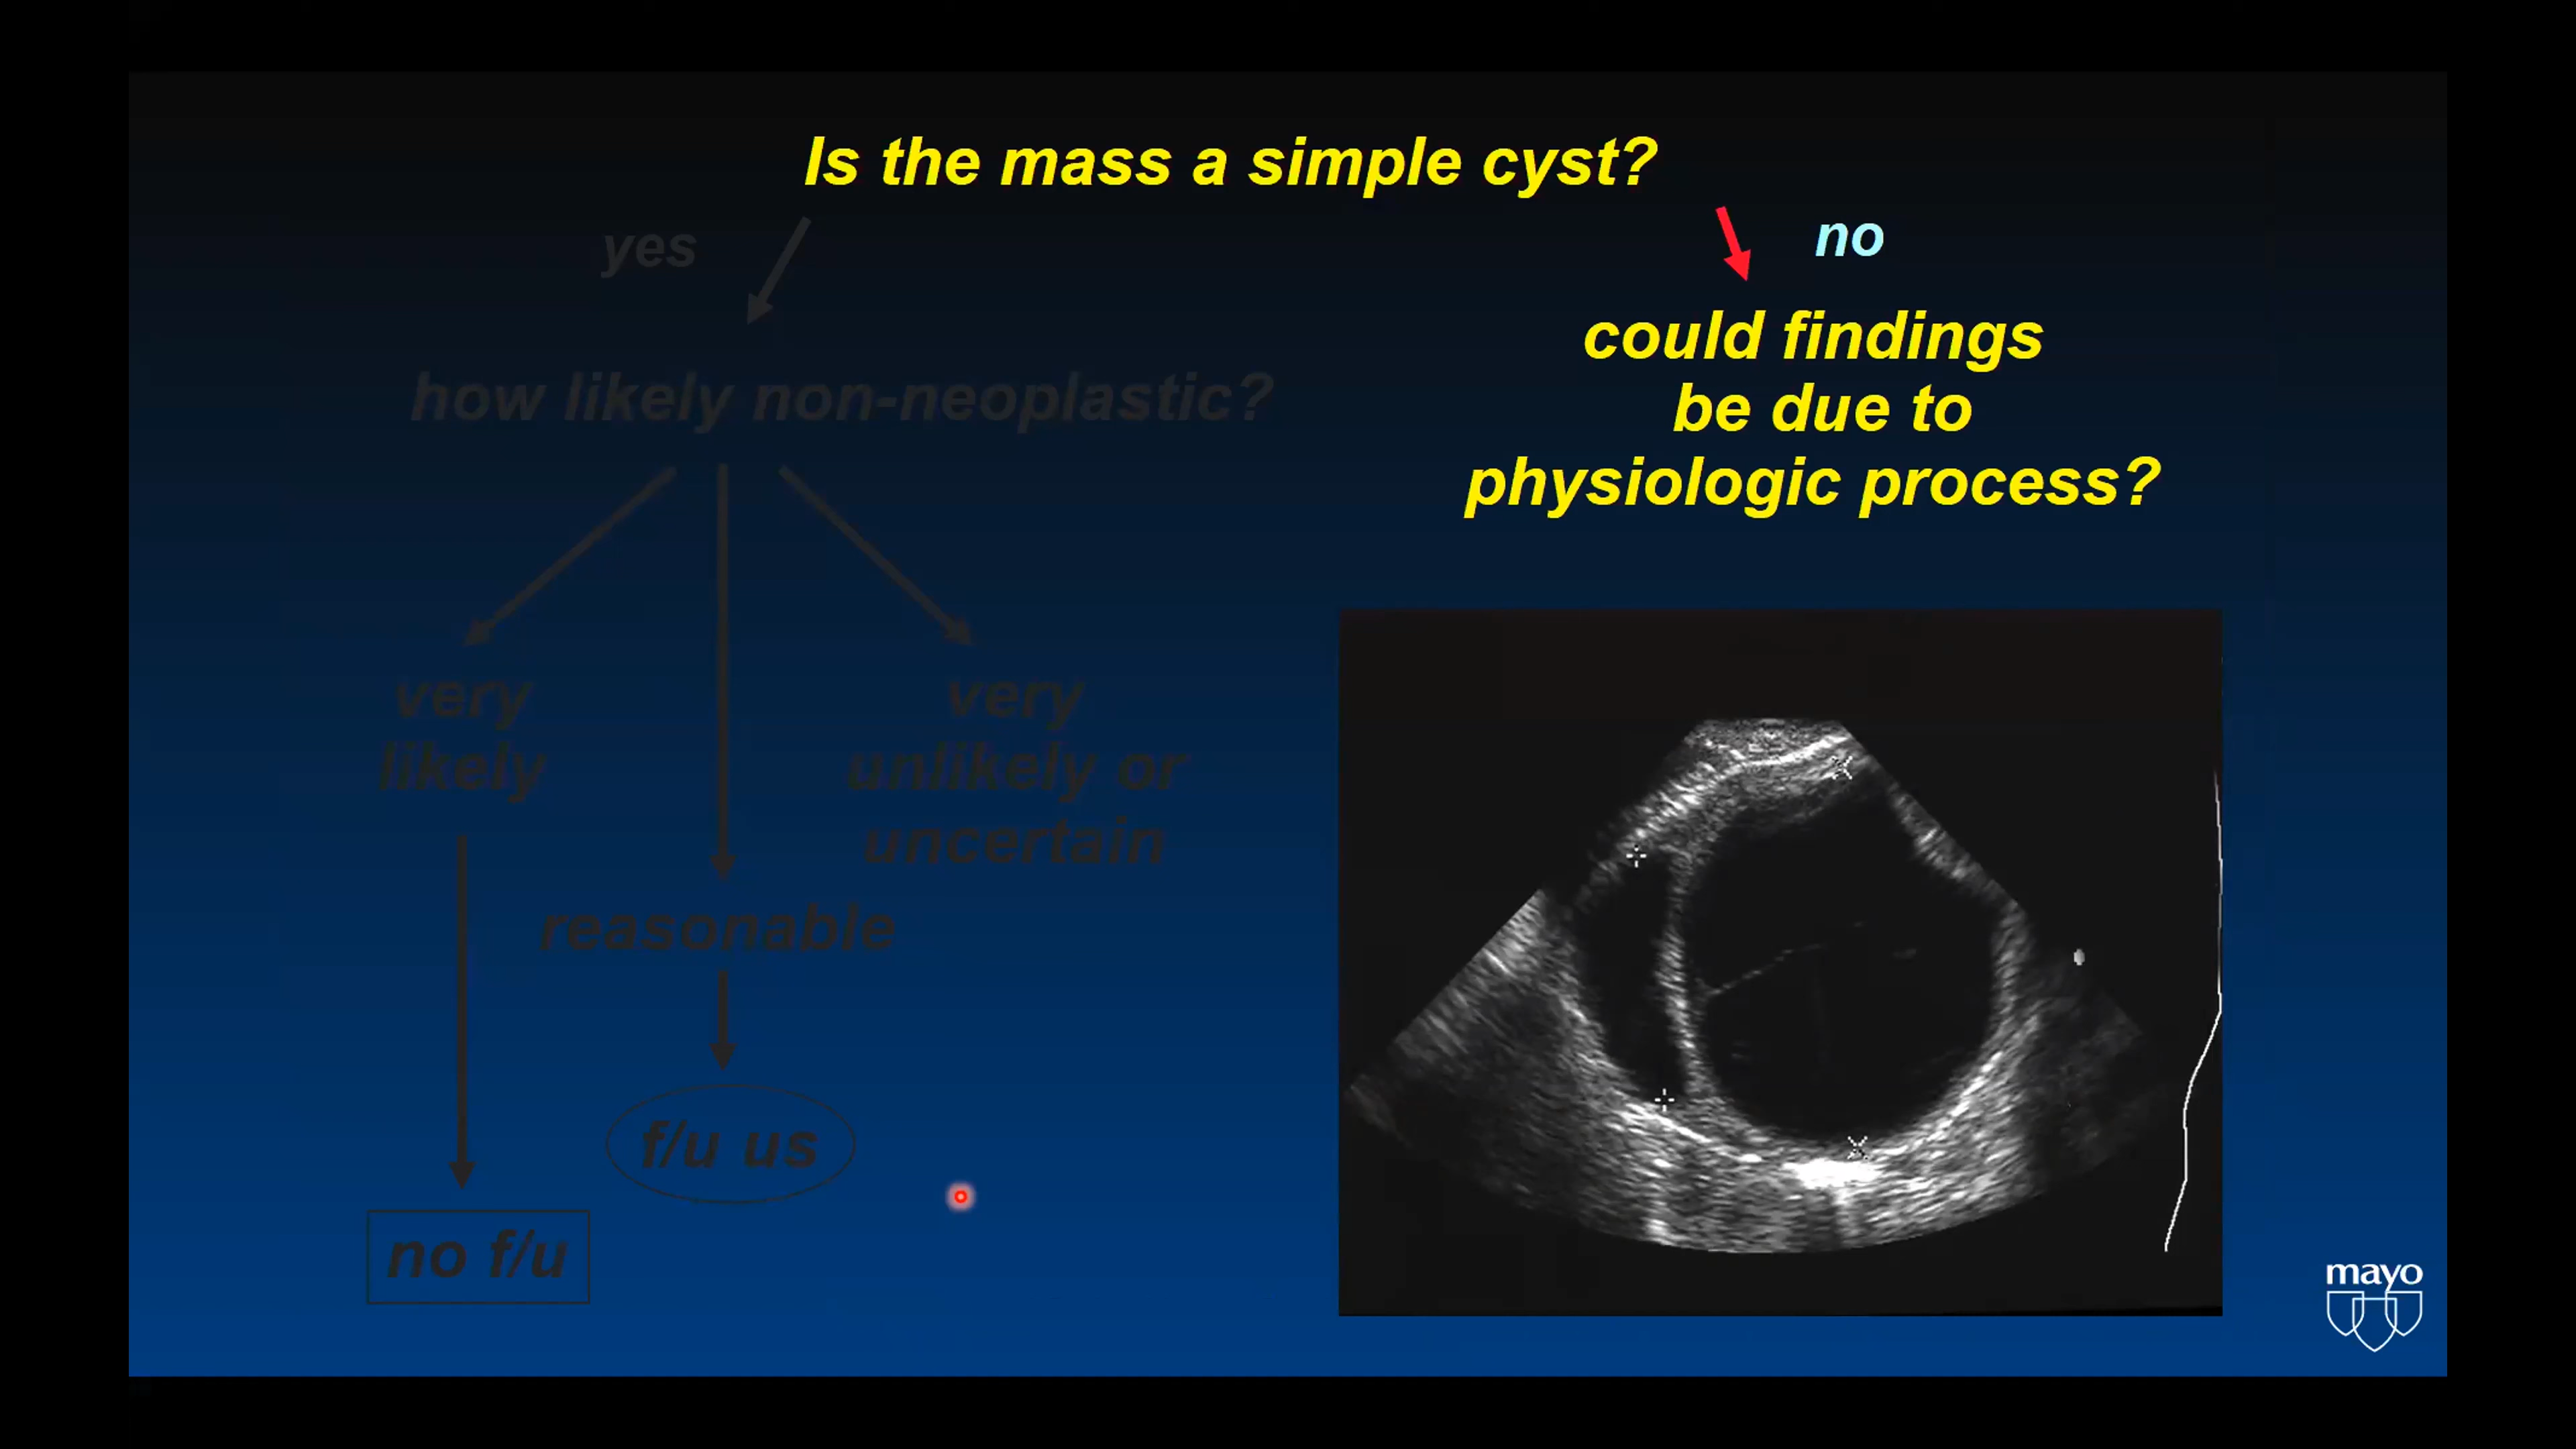 Is the mass a simple cyst?
yes
no
how likely non-neoplastic?
could findings
be due to
physiologic process?
very
likely
very
unlikely or
uncertain
reasonable
f/u us
no f/u
mayo